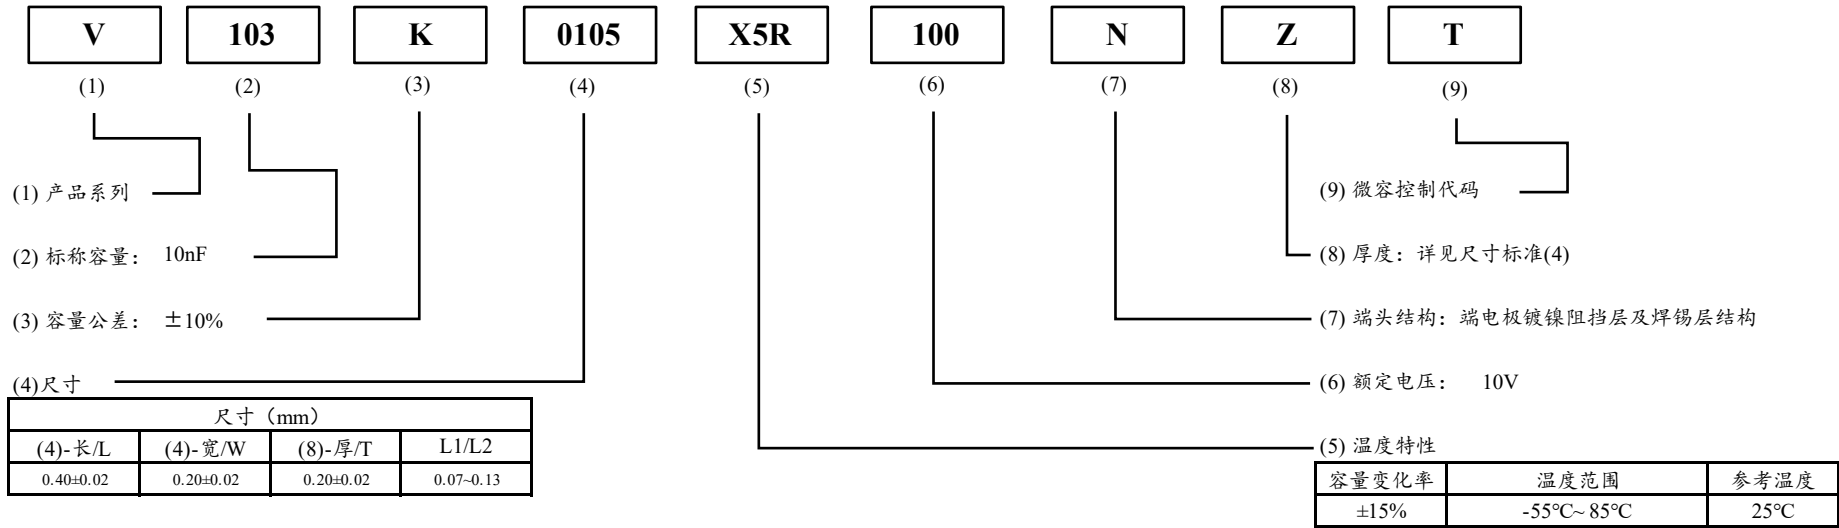 V 103 K 0105 X5R 100 N Z T
(1) (2) (3) (4) (5) (6) (7) (8) (9)
(1) 产品系列
(9) 微容控制代码
(2) 标称容量： 10nF
(8) 厚度：详见尺寸标准(4)
(3) 容量公差： ±10%
(7) 端头结构：端电极镀镍阻挡层及焊锡层结构
(4)尺寸
(6) 额定电压： 10V
尺寸（mm）
(4)-长/L (4)-宽/W (8)-厚/T L1/L2
0.40±0.02 0.20±0.02 0.20±0.02 0.07~0.13
(5) 温度特性
容量变化率 温度范围 参考温度
±15% -55℃~ 85℃ 25℃